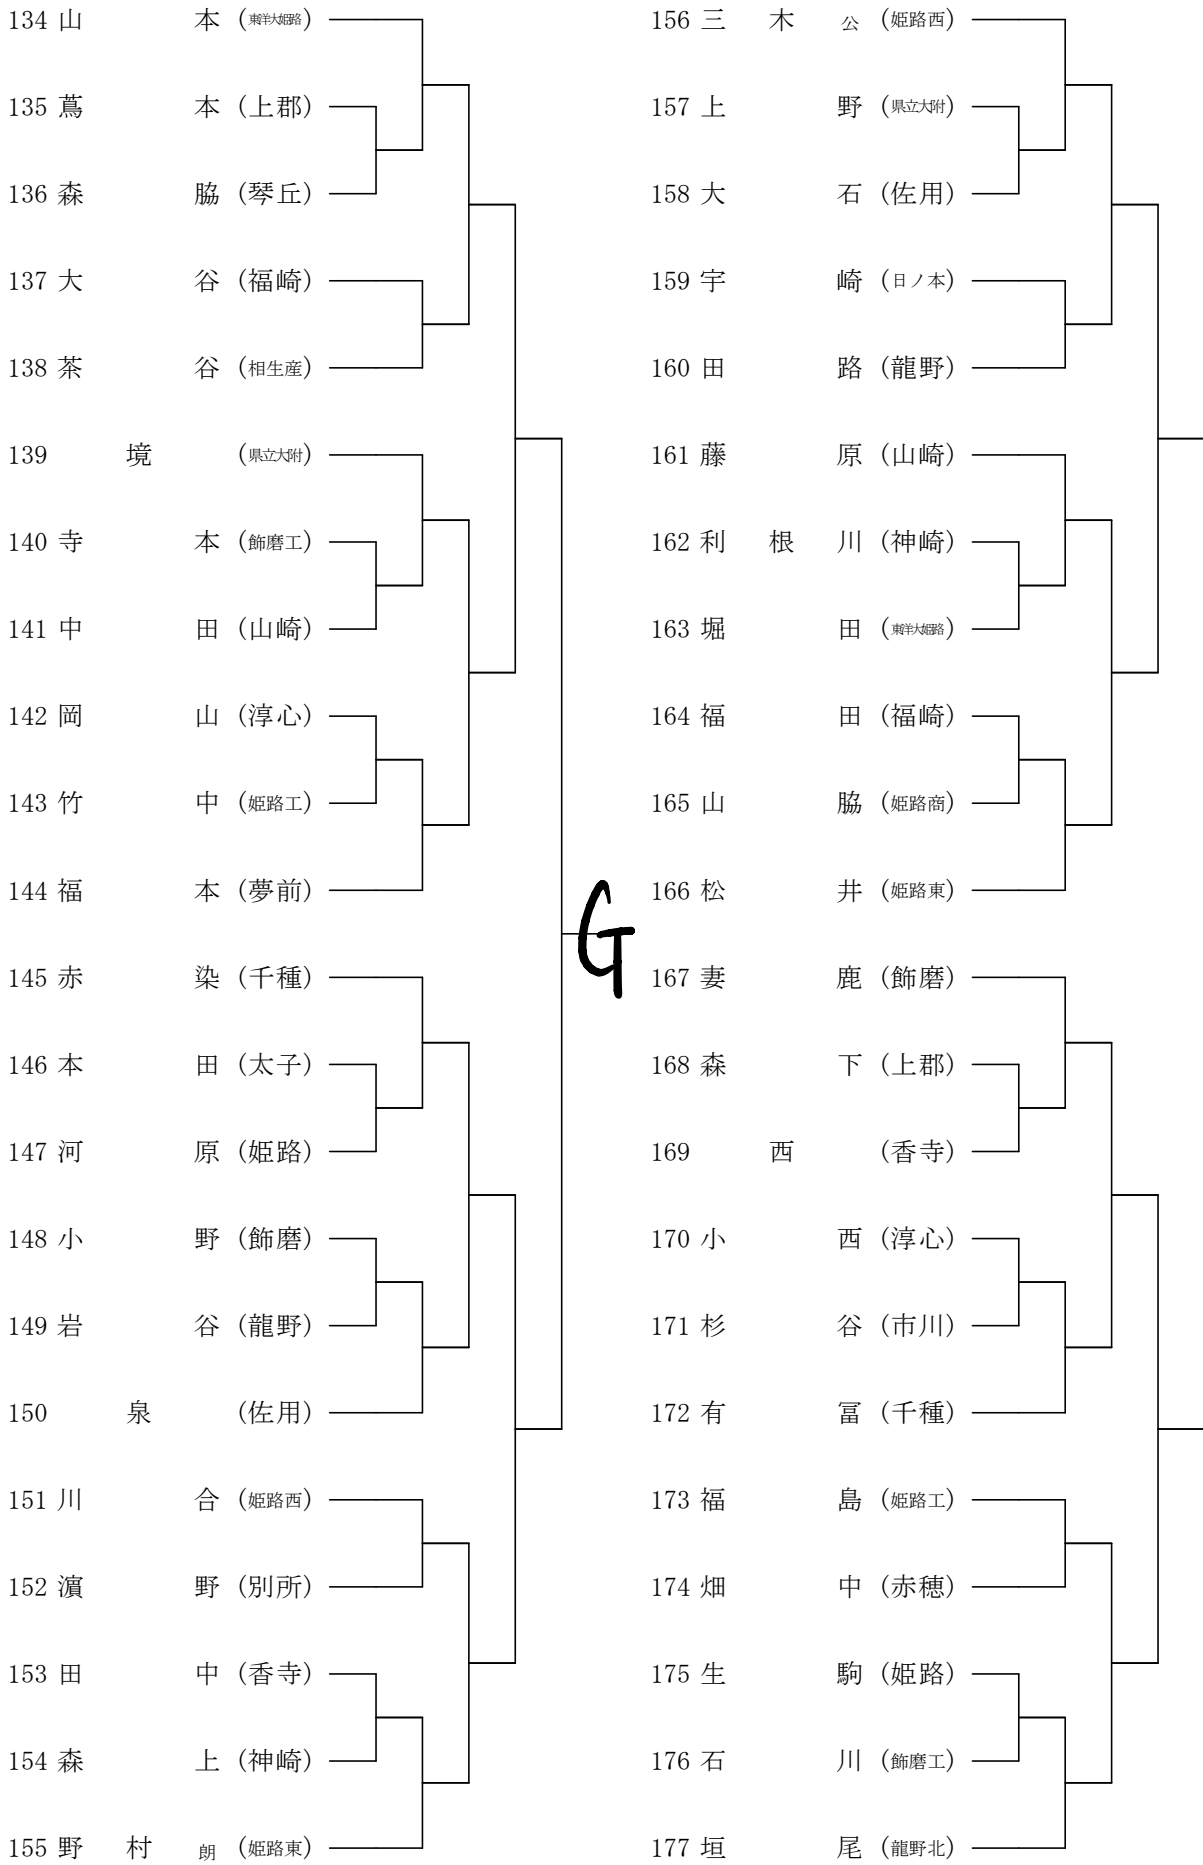 134 山本 (東洋大姫路)
135 蔦本 (上郡)
136 森脇 (琴丘)
137 大谷 (福崎)
138 茶谷 (相生産)
139 境 (県立大附)
140 寺本 (飾磨工)
141 中田 (山崎)
142 岡山 (淳心)
143 竹中 (姫路工)
144 福本 (夢前)
145 赤染 (千種)
146 本田 (太子)
147 河原 (姫路)
148 小野 (飾磨)
149 岩谷 (龍野)
150 泉 (佐用)
151 川合 (姫路西)
152 濵野 (別所)
153 田中 (香寺)
154 森上 (神崎)
155 野村 朗 (姫路東)
G
156 三木 公 (姫路西)
157 上野 (県立大附)
158 大石 (佐用)
159 宇崎 (日ノ本)
160 田路 (龍野)
161 藤原 (山崎)
162 利根川 (神崎)
163 堀田 (東洋大姫路)
164 福田 (福崎)
165 山脇 (姫路商)
166 松井 (姫路東)
167 妻鹿 (飾磨)
168 森下 (上郡)
169 西 (香寺)
170 小西 (淳心)
171 杉谷 (市川)
172 有冨 (千種)
173 福島 (姫路工)
174 畑中 (赤穂)
175 生駒 (姫路)
176 石川 (飾磨工)
177 垣尾 (龍野北)